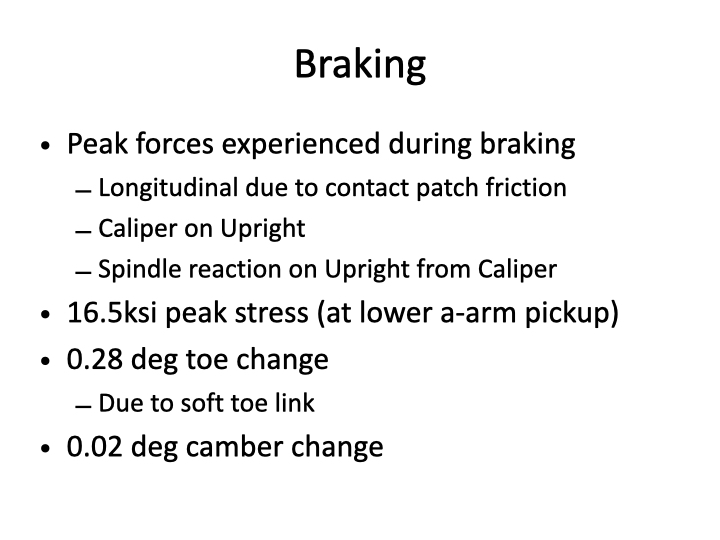 Braking
• Peak forces experienced during braking
– Longitudinal due to contact patch friction
– Caliper on Upright
– Spindle reaction on Upright from Caliper
• 16.5ksi peak stress (at lower a-arm pickup)
• 0.28 deg toe change
– Due to soft toe link
• 0.02 deg camber change